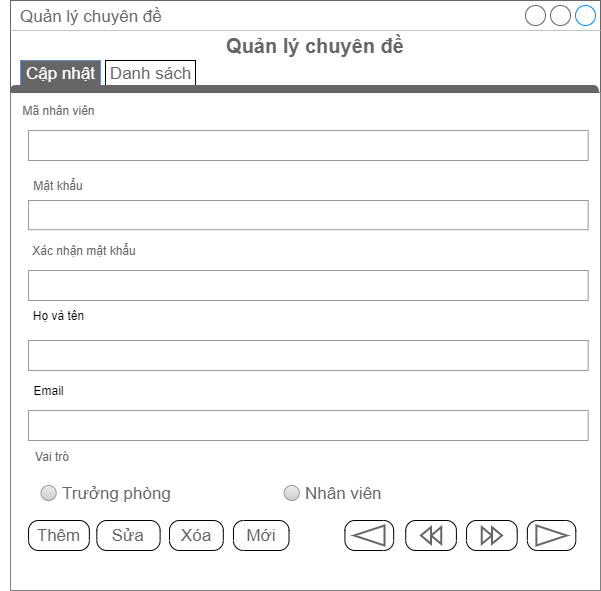 Quản lý chuyên đề
Quản lý chuyên đề
Cập nhật Danh sách
Mã nhân viên
Mật khẩu
Xác nhận mật khẩu
Họ và tên
Email
Vai trò
Trưởng phòng Nhân viên
Thêm Sửa Xóa Mới